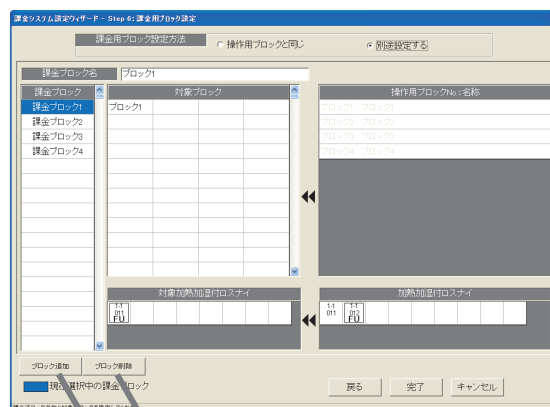 課金システム設定ウィザード - Step 6: 課金用ブロック設定
課金用ブロック設定方法
操作用ブロックと同じ
別途設定する
課金ブロック名
ブロック1
課金ブロック
対象ブロック
操作用ブロックNo.:名称
課金ブロック1
ブロック1
ブロック1 : ブロック1
課金ブロック2
ブロック2 : ブロック2
課金ブロック3
ブロック3 : ブロック3
課金ブロック4
ブロック4 : ブロック4
対象加熱加湿付ロスナイ
加熱加湿付ロスナイ
1-1
011
FU
1-1
011
1-1
012
FU
ブロック追加
ブロック削除
現在選択中の課金ブロック
戻る
完了
キャンセル